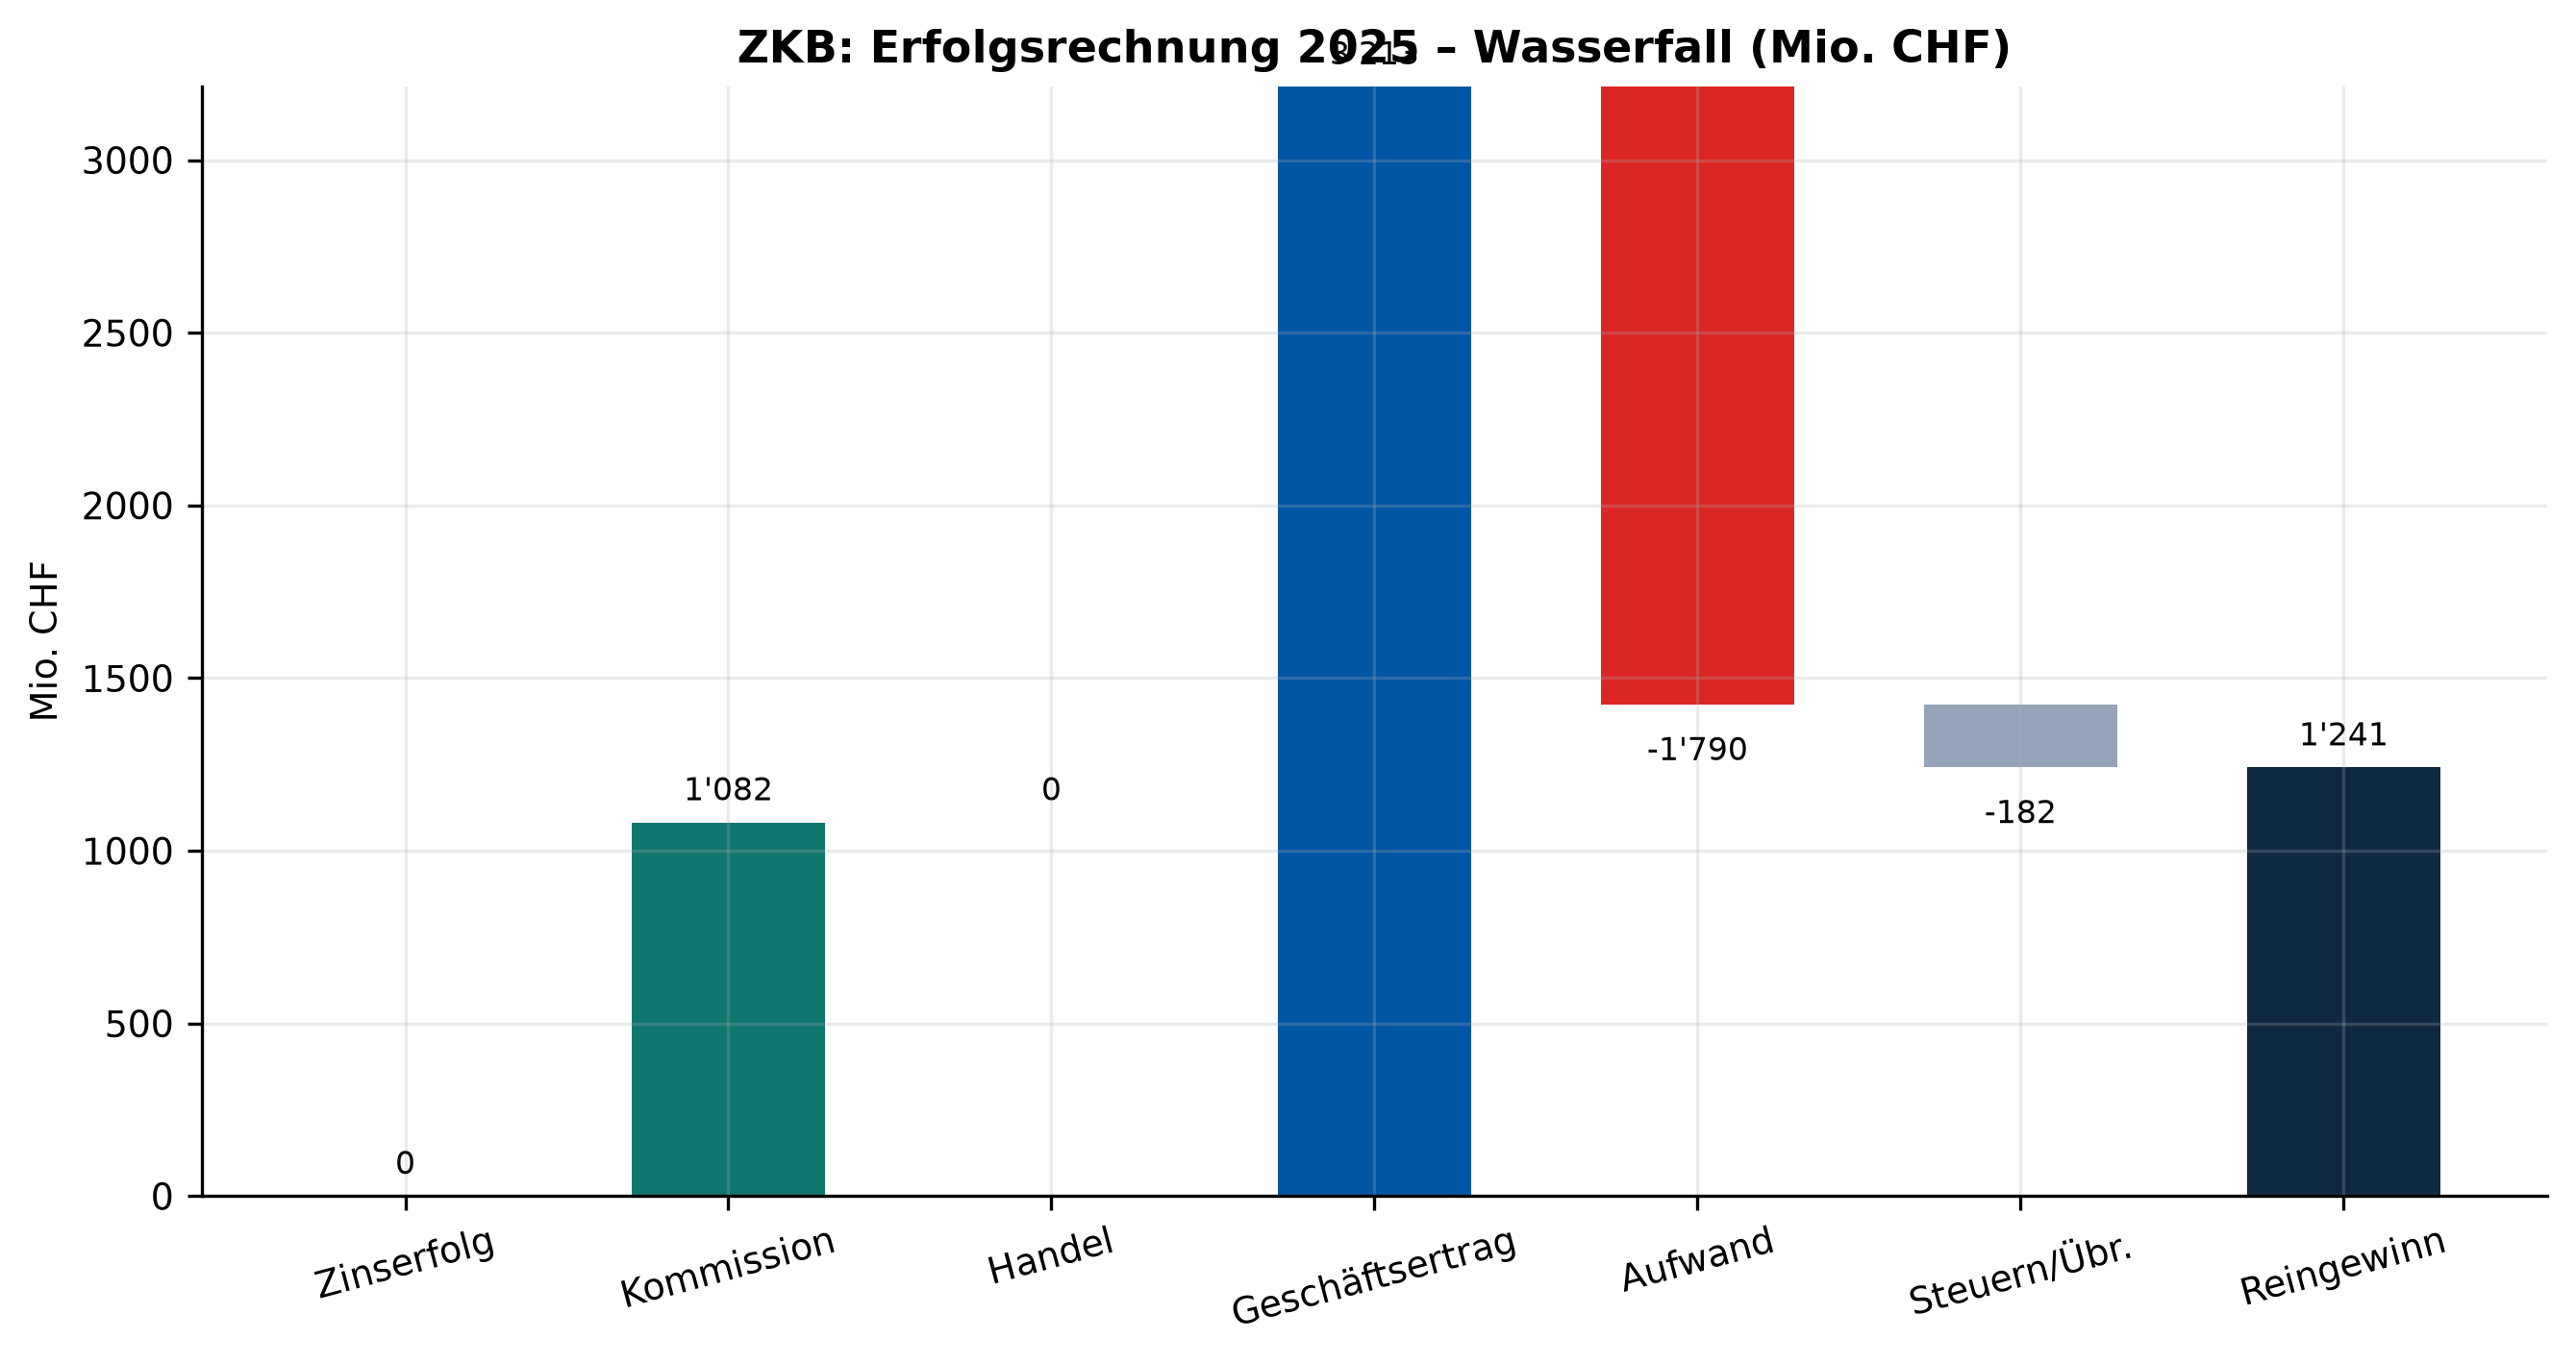 ZKB: Erfolgsrechnung 2025 – Wasserfall (Mio. CHF)
Mio. CHF
3000
2500
2000
1500
1000
500
0
0
1'082
0
-1'790
-182
1'241
Zinserfolg
Kommission
Handel
Geschäftsertrag
Aufwand
Steuern/Übr.
Reingewinn